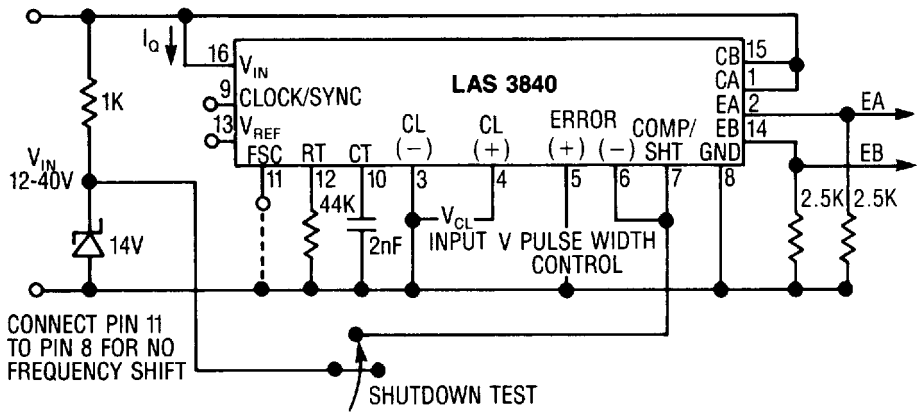 I_Q
16
V_IN
LAS 3840
CB
15
CA
1
9
CLOCK/SYNC
EA
2
EA
13
V_REF
CL
(−)
CL
(+)
ERROR
(+) (−)
COMP/
SHT
EB
14
EB
FSC
RT
CT
GND
11
12
10
3
4
5
6
7
8
1K
V_IN
12-40V
14V
44K
2nF
V_CL
INPUT
V PULSE WIDTH
CONTROL
2.5K
2.5K
CONNECT PIN 11
TO PIN 8 FOR NO
FREQUENCY SHIFT
SHUTDOWN TEST